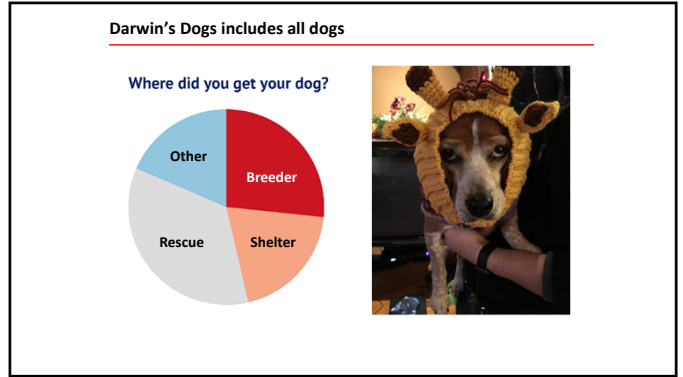 Darwin’s Dogs includes all dogs
Where did you get your dog?
Other
Breeder
Rescue
Shelter